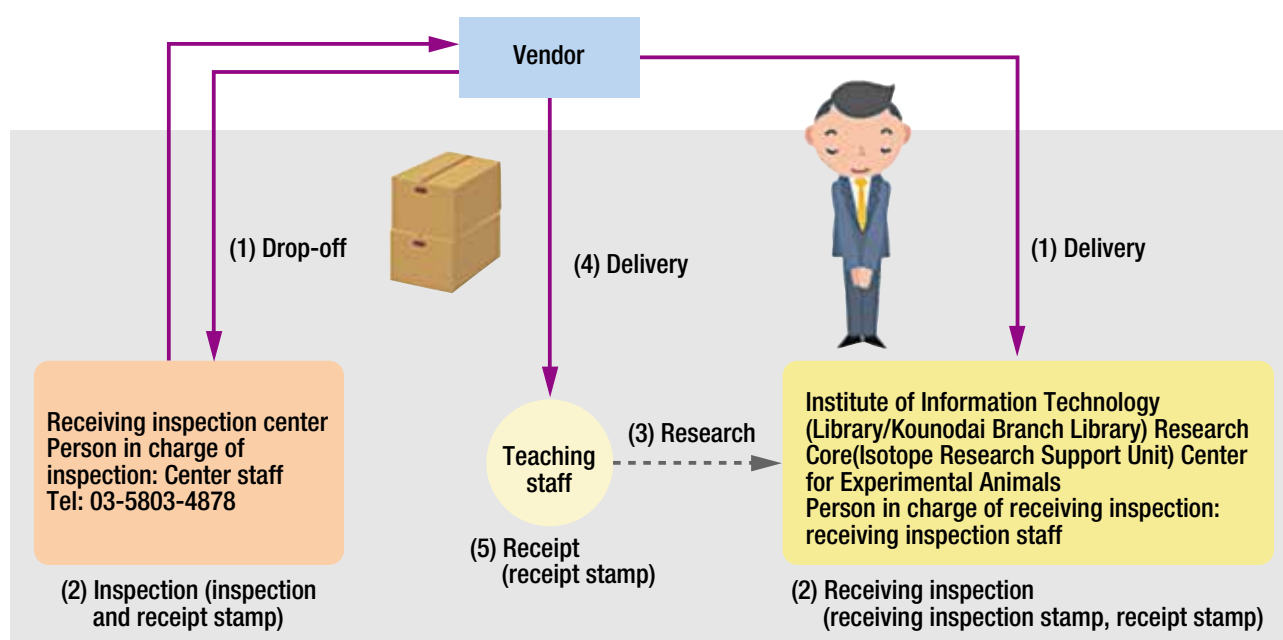 Vendor
(1) Drop-off
(4) Delivery
(1) Delivery
Receiving inspection center
Person in charge of
inspection: Center staff
Tel: 03-5803-4878
(2) Inspection (inspection
and receipt stamp)
Teaching
staff
(3) Research
(5) Receipt
(receipt stamp)
Institute of Information Technology
(Library/Kounodai Branch Library) Research
Core(Isotope Research Support Unit) Center
for Experimental Animals
Person in charge of receiving inspection:
receiving inspection staff
(2) Receiving inspection
(receiving inspection stamp, receipt stamp)